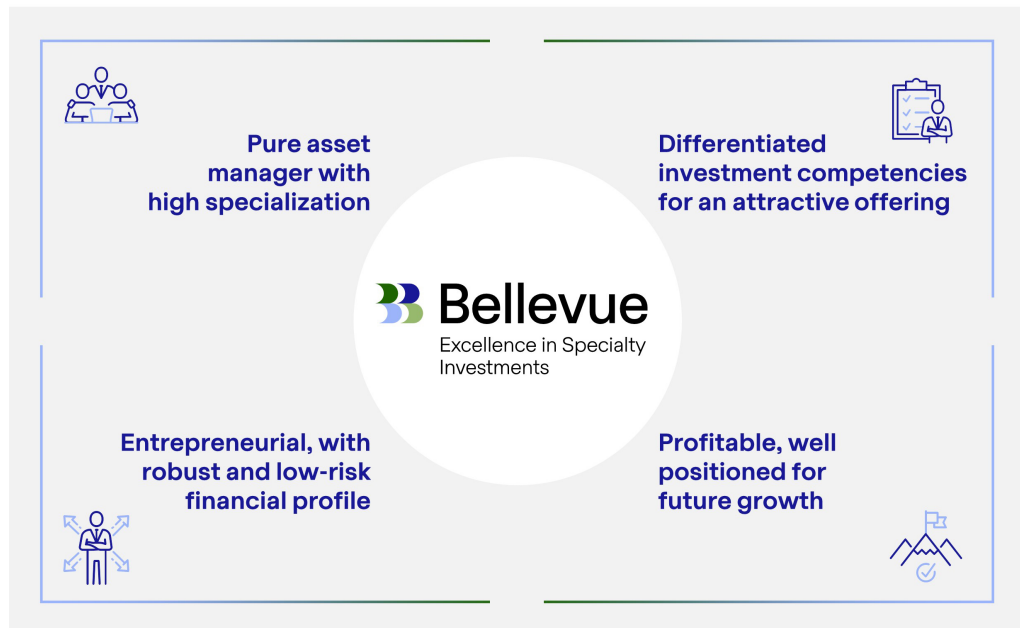 Pure asset
manager with
high specialization
Differentiated
investment competencies
for an attractive offering
Bellevue
Excellence in Specialty
Investments
Entrepreneurial, with
robust and low-risk
financial profile
Profitable, well
positioned for
future growth